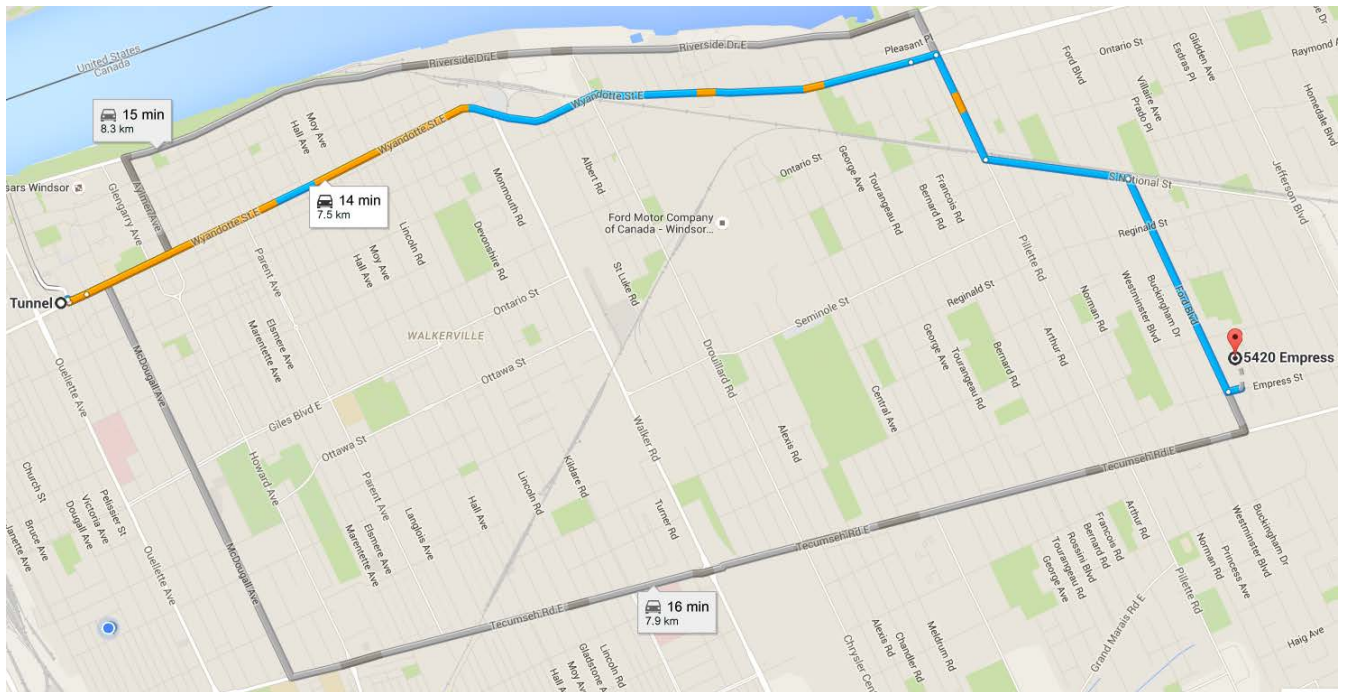 United States
Canada
Riverside Dr E
Riverside Dr E
Pleasant Pl
Ford Blvd
Ontario St
Esdras Pl
Glidden Ave
Raymond A
Villaire Ave
Prado Pl
Homedale Blvd
15 min
8.3 km
Moy Ave
Hall Ave
Wyandotte St E
Wyandotte St E
Albert Rd
Ontario St
George Ave
Tourangeau Rd
Francois Rd
Bernard Rd
S National St
Jefferson Blvd
sars Windsor
Glengarry Ave
Aylmer Ave
14 min
7.5 km
Wyandotte St E
Monmouth Rd
Ford Motor Company
of Canada - Windsor...
Reginald St
Parent Ave
Moy Ave
Hall Ave
Lincoln Rd
Devonshire Rd
St Luke Rd
Pillette Rd
Westminster Blvd
Buckingham Dr
Ford Blvd
Tunnel
Ontario St
Seminole St
Reginald St
Norman Rd
Elsmere Ave
Marentette Ave
WALKERVILLE
Drouillard Rd
George Ave
Tourangeau Rd
Bernard Rd
Arthur Rd
5420 Empress
Empress St
Ouellette Ave
McDougall Ave
Ottawa St
Giles Blvd E
Central Ave
Ottawa St
Howard Ave
Walker Rd
Alexis Rd
Tecumseh Rd E
Church St
Pelissier St
Victoria Ave
Dougall Ave
Bruce Ave
Janette Ave
Parent Ave
Elsmere Ave
Marentette Ave
Langlois Ave
Hall Ave
Lincoln Rd
Kildare Rd
Turner Rd
Ouellette Ave
McDougall Ave
Tecumseh Rd E
Arthur Rd
Francois Rd
Bernard Rd
Rossini Blvd
Tourangeau Rd
George Ave
Buckingham Dr
Westminster Blvd
Princess Ave
Norman Rd
Pillette Rd
Tecumseh Rd E
16 min
7.9 km
Lincoln Rd
Gladstone A
Moy Av
Hall A
Chrysler Cen
Alexis Rd
Chandler Rd
Meldrum Rd
Grand Marais Rd E
Haig Ave